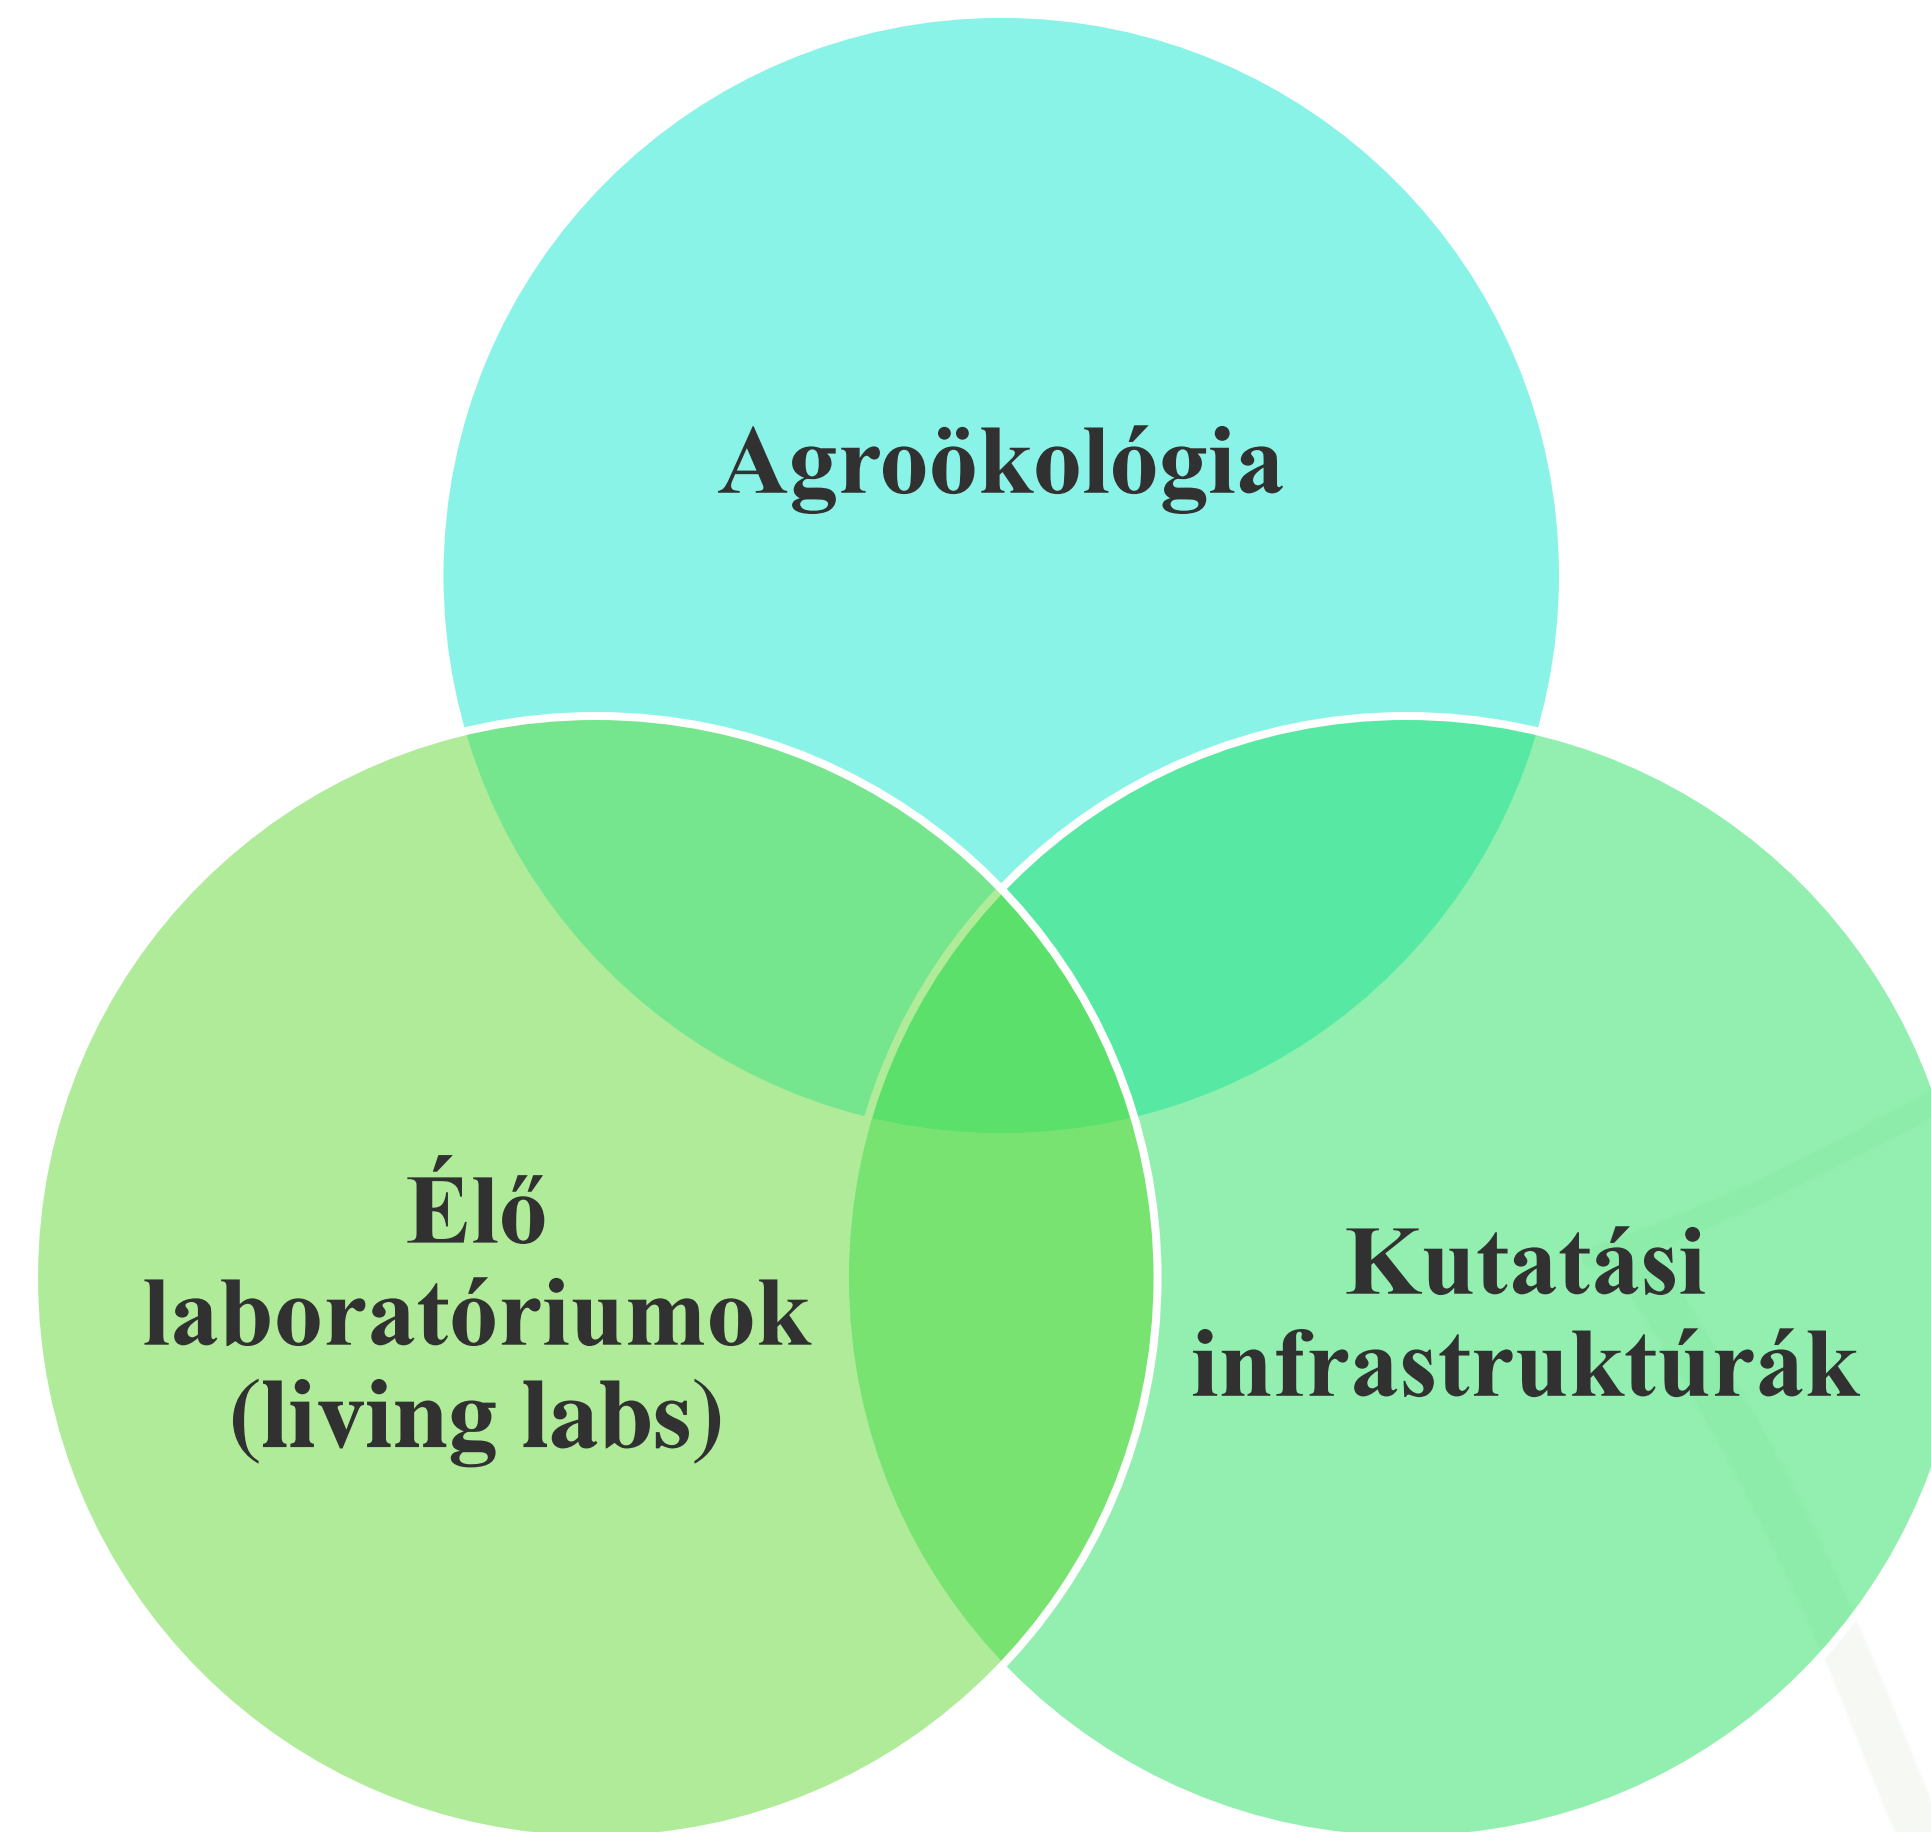 Agroökológia
Élő
laboratóriumok
(living labs)
Kutatási
infrastruktúrák